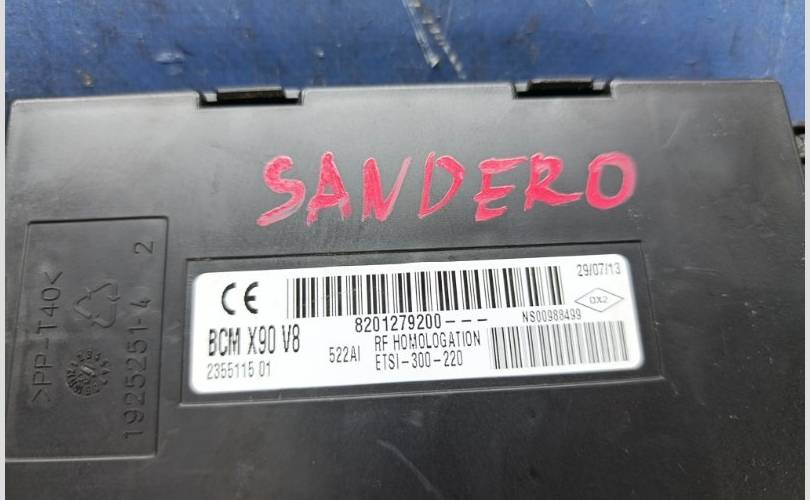 SANDERO
CE
29/07/13
DX2
8201279200---
NS00988499
BCM X90 V8
522AI
RF HOMOLOGATION
ETSI-300-220
2355115 01
>PP-T40<
1925251-4 2